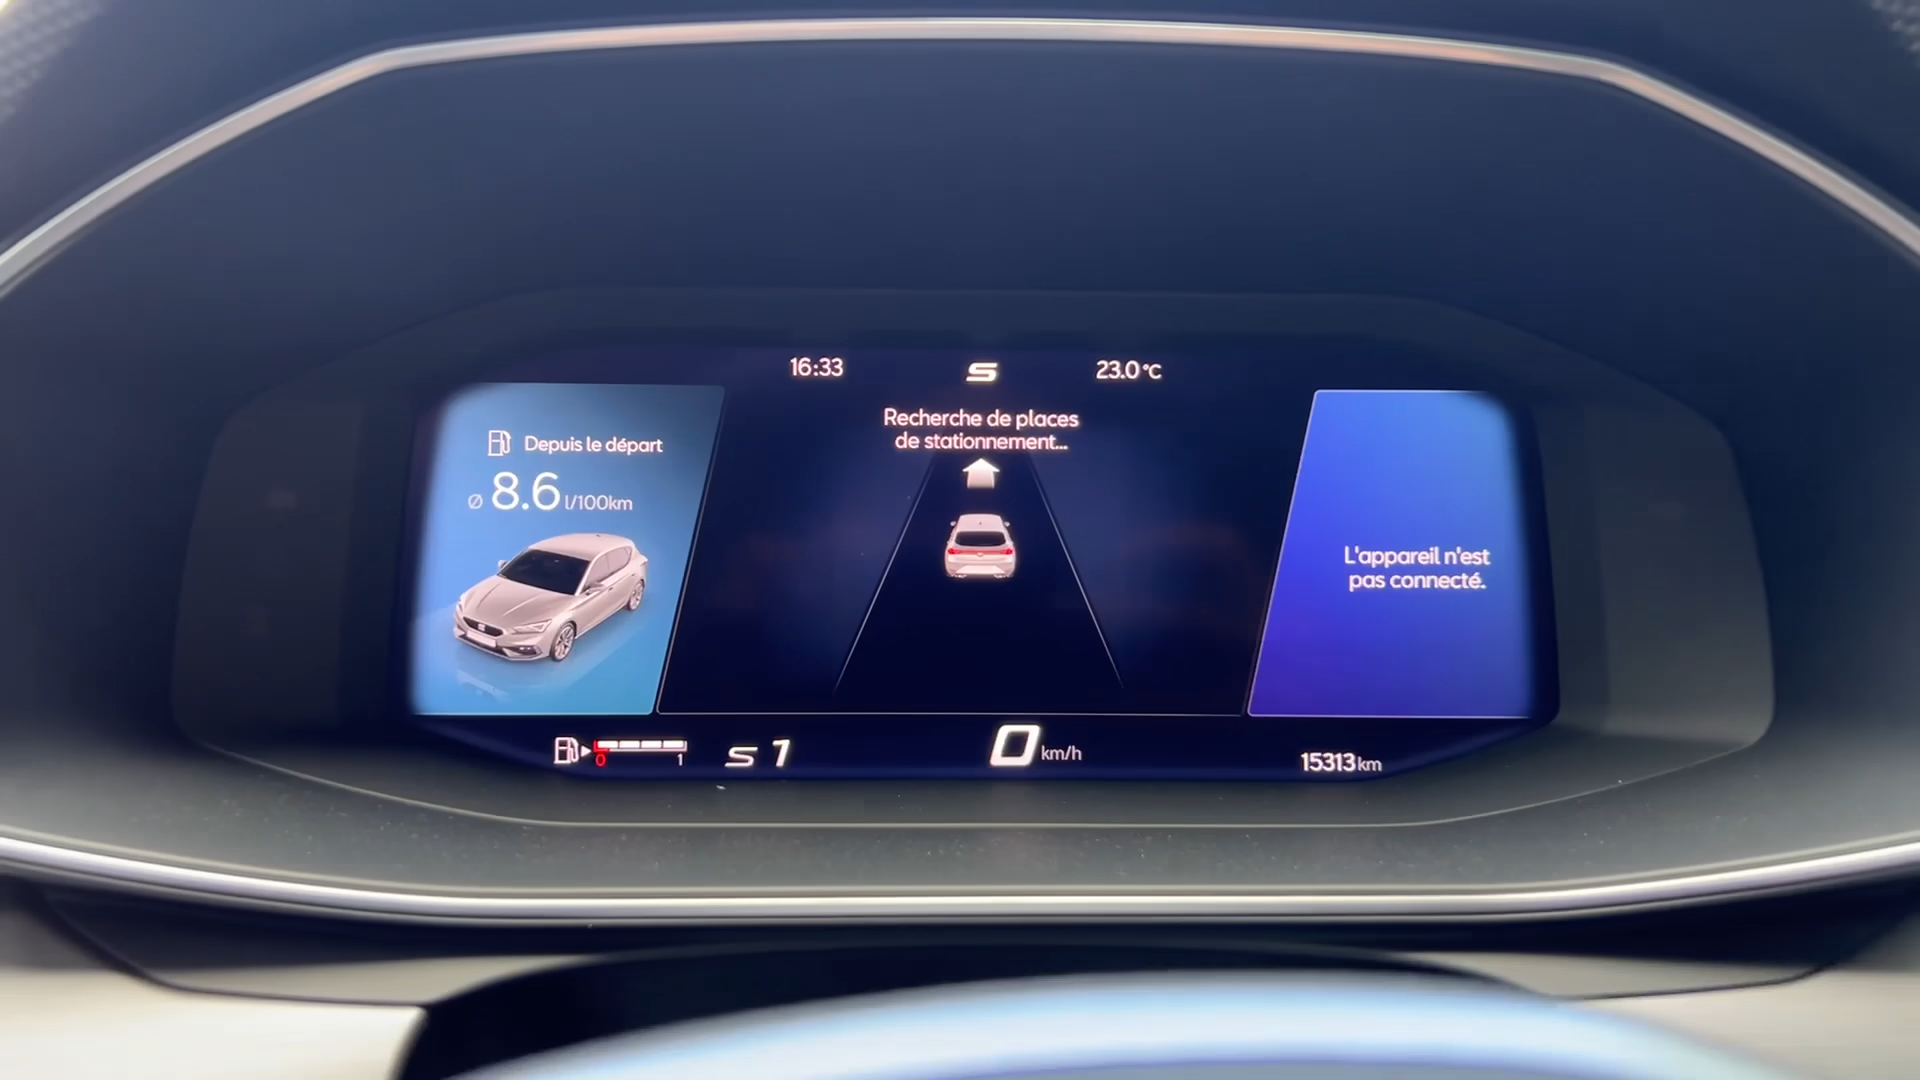 16:33
23.0°C
Recherche de places
de stationnement...
Depuis le départ
Ø 8.6 l/100km
L'appareil n'est
pas connecté.
0 1
S 1
0 km/h
15313 km